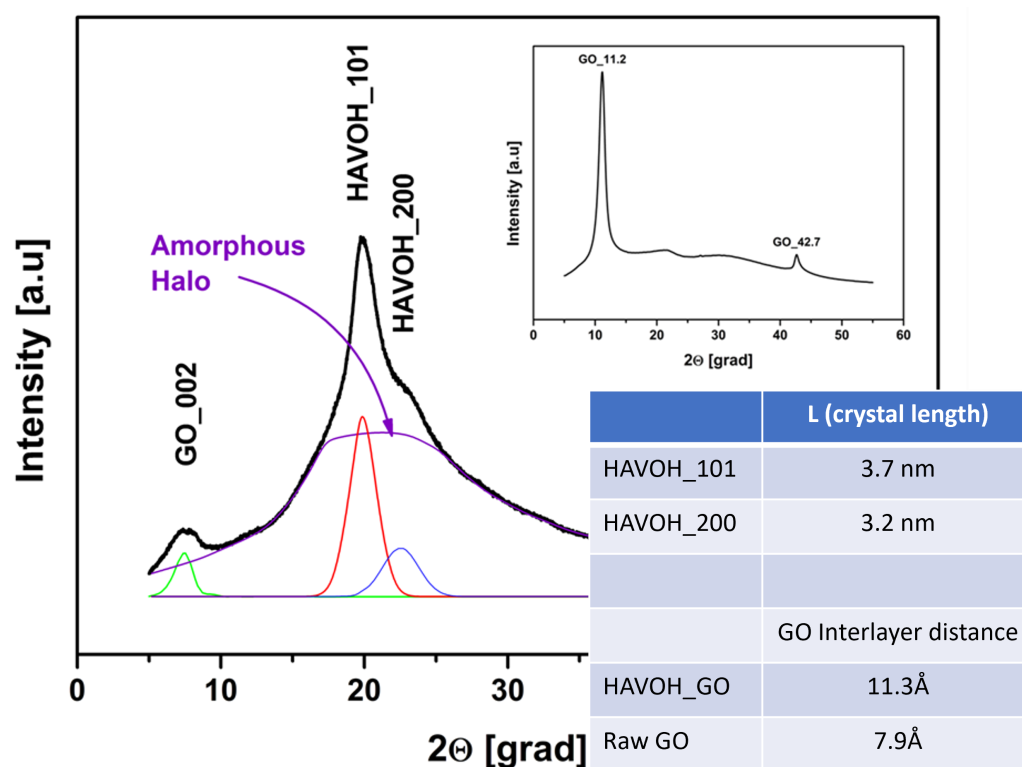 Intensity [a.u]
HAVOH_101
HAVOH_200
GO_002
Amorphous
Halo
0
10
20
30
2Θ [grad]
GO_11.2
GO_42.7
Intensity [a.u]
0
10
20
30
40
50
60
2Θ [grad]
L (crystal length)
HAVOH_101 3.7 nm
HAVOH_200 3.2 nm
GO Interlayer distance
HAVOH_GO 11.3Å
Raw GO 7.9Å